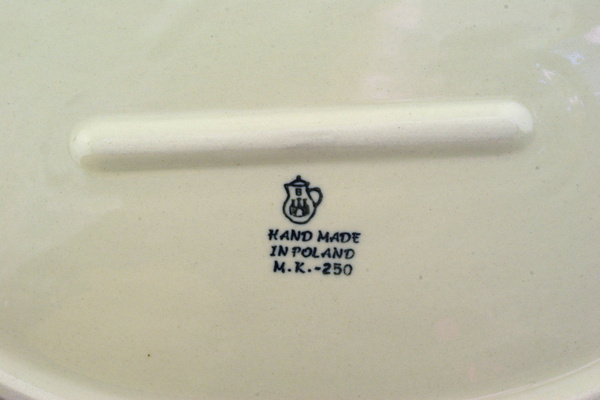 B
HAND MADE
IN POLAND
M.K.-250